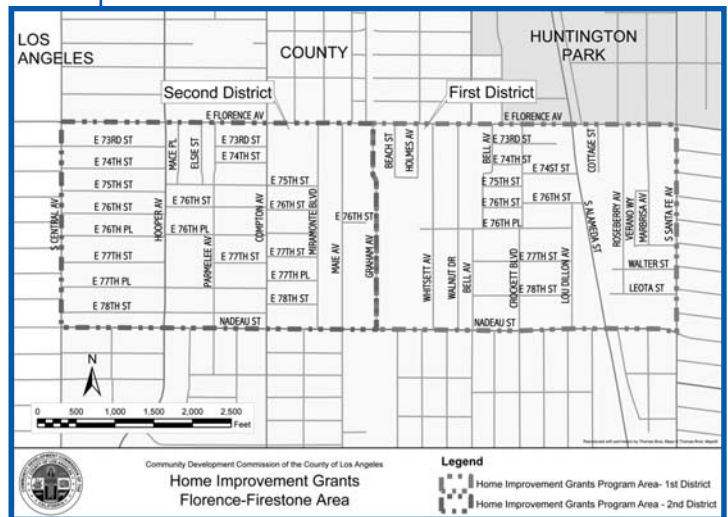 LOS
ANGELES
COUNTY
HUNTINGTON
PARK
Second District
First District
E FLORENCE AV
E FLORENCE AV
E 73RD ST
E 74TH ST
E 75TH ST
E 76TH ST
E 76TH PL
E 77TH ST
E 77TH PL
E 78TH ST
S CENTRAL AV
HOOPER AV
MACE PL
ELSIE ST
E 73RD ST
E 74TH ST
E 76TH ST
E 76TH PL
E 77TH ST
PARMELEE AV
COMPTON AV
E 75TH ST
E 76TH ST
E 77TH ST
E 77TH PL
E 78TH ST
MIRAMONTE BLVD
MAIE AV
E 76TH ST
GRAHAM AV
NADEAU ST
BEACH ST
HOLMES AV
WHITSETT AV
WALNUT DR
BELL AV
BELL AV
E 73RD ST
E 74TH ST
E 74ST ST
E 75TH ST
E 76TH ST
E 76TH ST
E 76TH PL
E 77TH ST
E 78TH ST
CROCKETT BLVD
LOU DILLON AV
NADEAU ST
S ALAMEDA ST
COTTAGE ST
ROSEBERRY AV
VERANO WY
MARBRISA AV
S SANTA FE AV
WALTER ST
LEOTA ST
N
0 500 1,000 1,500 2,000 2,500
Feet
Community Development Commission of the County of Los Angeles
Home Improvement Grants
Florence-Firestone Area
Legend
Home Improvement Grants Program Area- 1st District
Home Improvement Grants Program Area - 2nd District